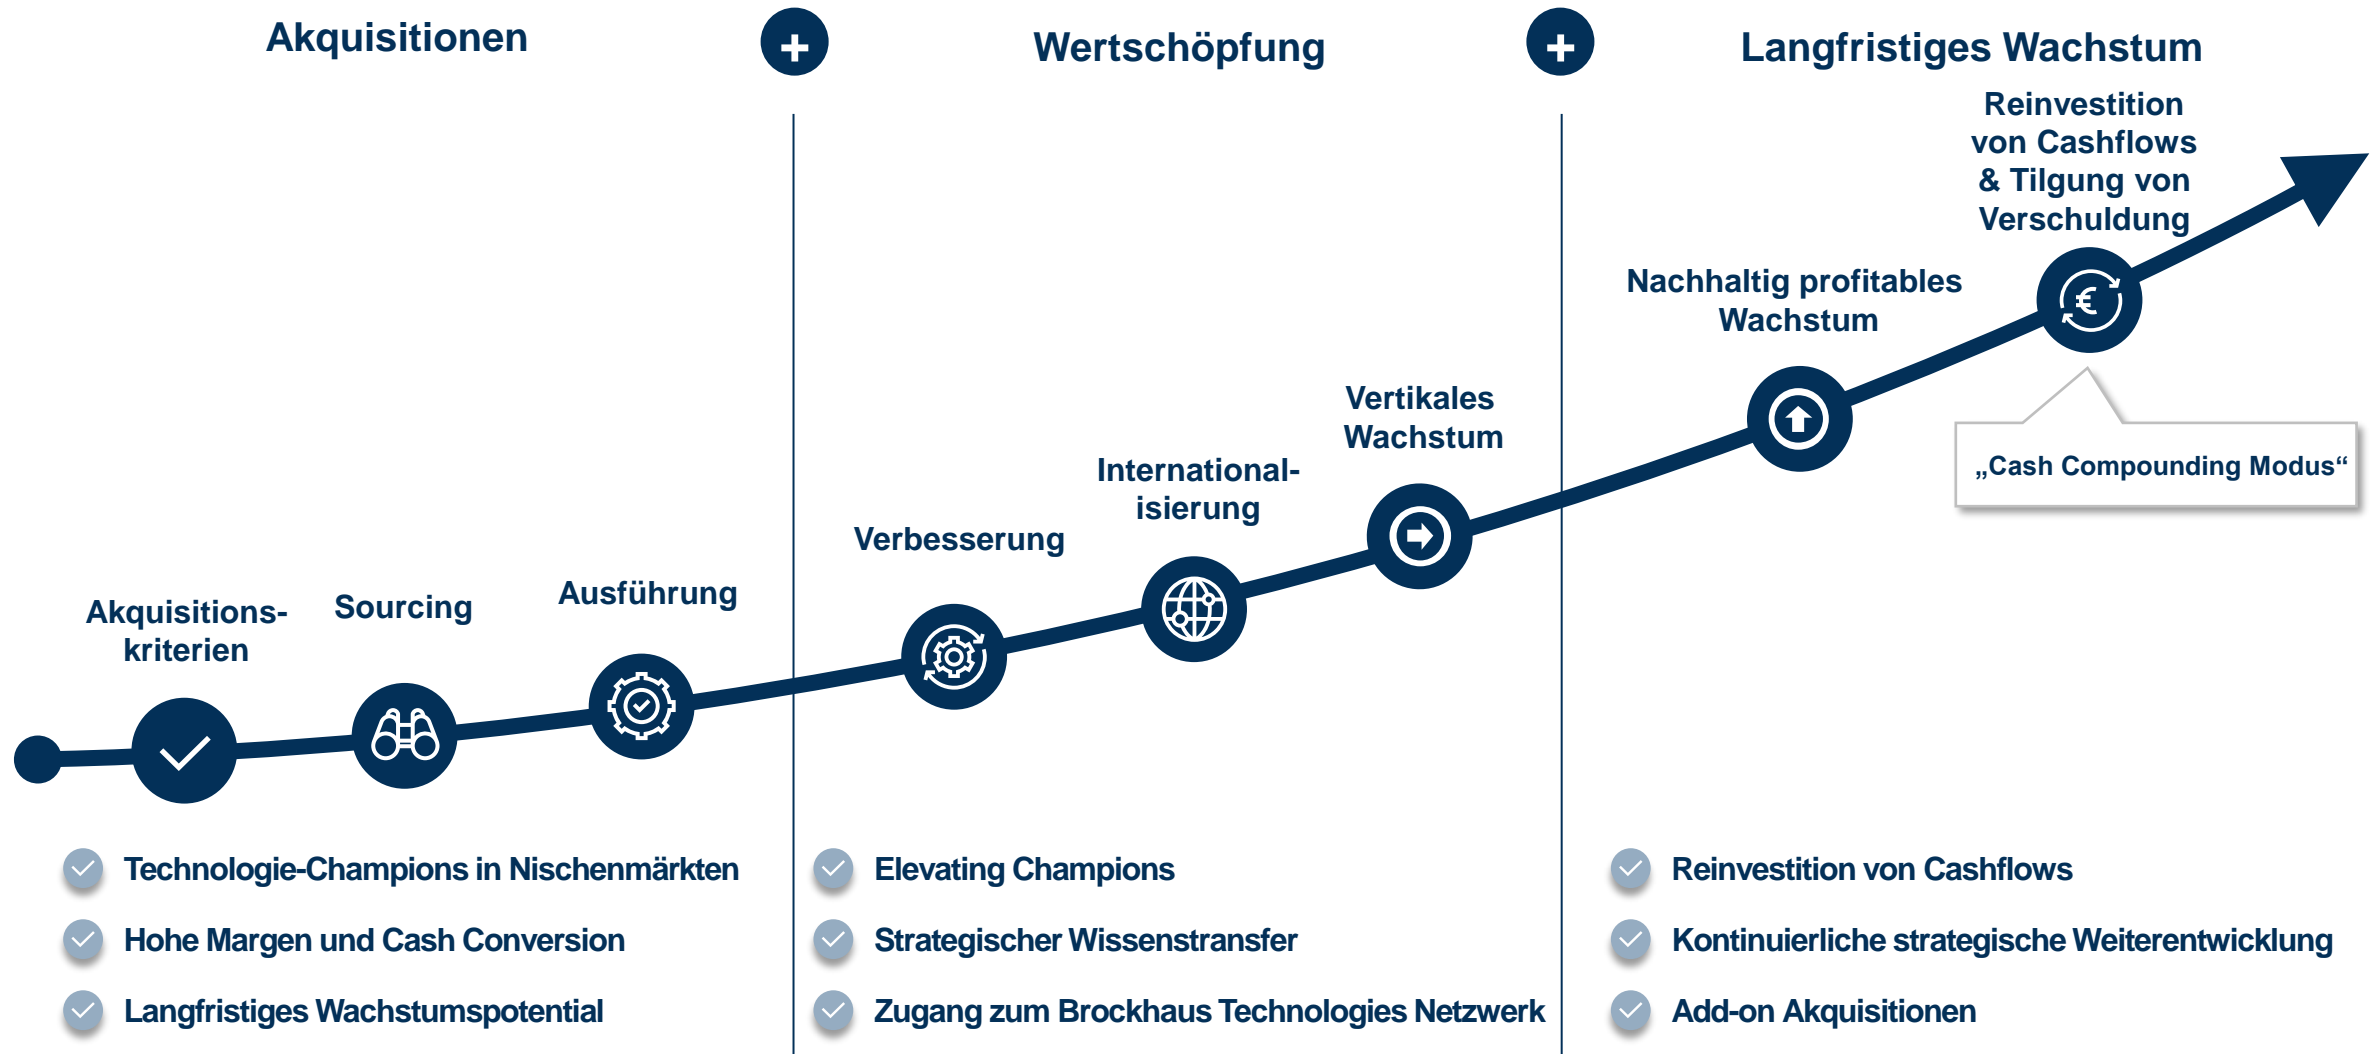 Akquisitionen
+
Wertschöpfung
+
Langfristiges Wachstum
Akquisitions-
kriterien
Sourcing
Ausführung
Verbesserung
International-
isierung
Vertikales
Wachstum
Nachhaltig profitables
Wachstum
Reinvestition
von Cashflows
& Tilgung von
Verschuldung
€
„Cash Compounding Modus“
Technologie-Champions in Nischenmärkten
Hohe Margen und Cash Conversion
Langfristiges Wachstumspotential
Elevating Champions
Strategischer Wissenstransfer
Zugang zum Brockhaus Technologies Netzwerk
Reinvestition von Cashflows
Kontinuierliche strategische Weiterentwicklung
Add-on Akquisitionen